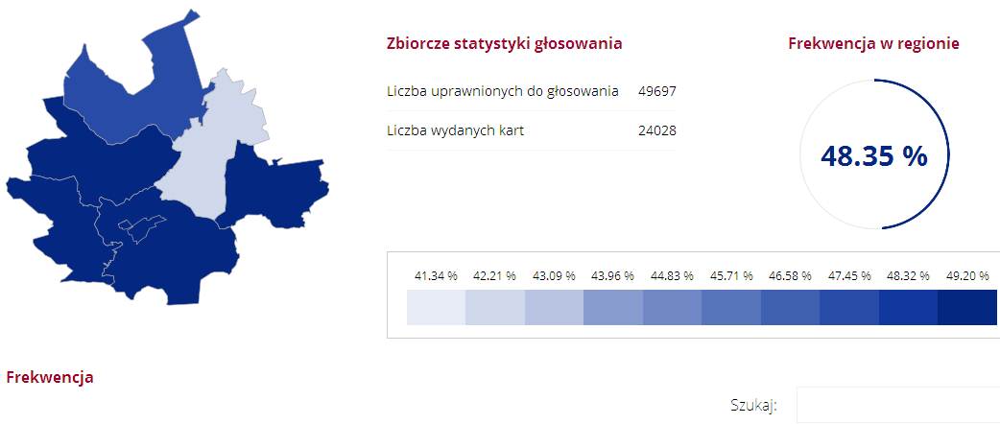 Zbiorcze statystyki głosowania
Liczba uprawnionych do głosowania 49697
Liczba wydanych kart 24028
Frekwencja w regionie
48.35 %
41.34 % 42.21 % 43.09 % 43.96 % 44.83 % 45.71 % 46.58 % 47.45 % 48.32 % 49.20 %
Frekwencja
Szukaj: